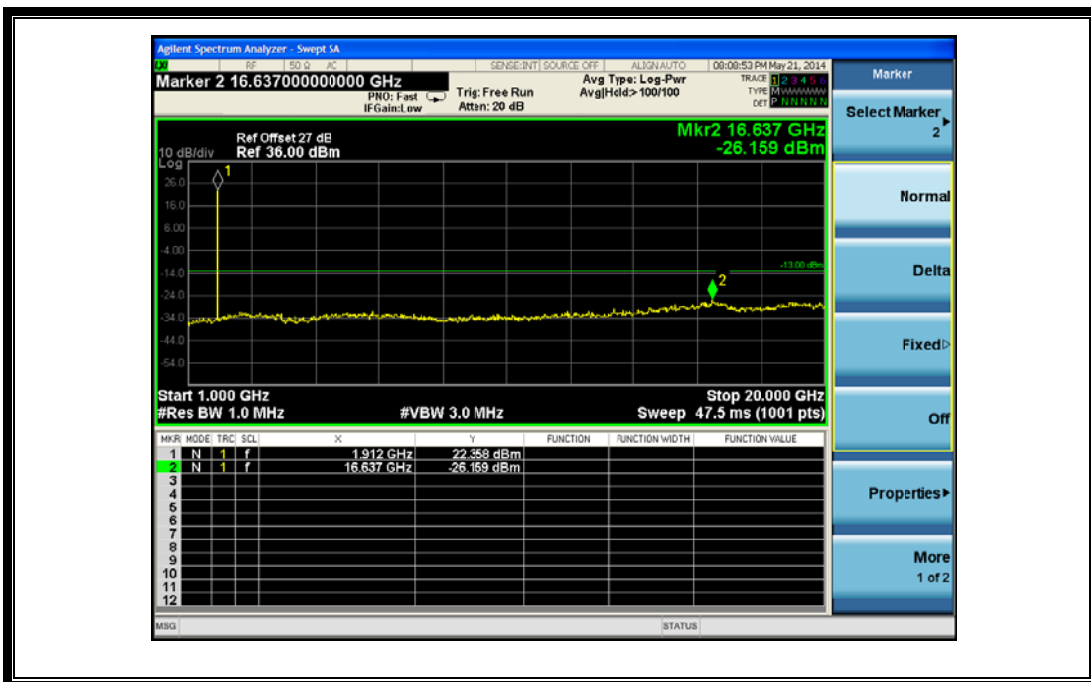 Agilent Spectrum Analyzer - Swept SA
LXI RF 50 Ω AC SENSE:INT SOURCE OFF ALIGN AUTO 08:08:53 PM May 21, 2014
Marker 2 16.637000000000 GHz
PNO: Fast
IFGain:Low
Trig: Free Run
Atten: 20 dB
Avg Type: Log-Pwr
Avg|Hold:> 100/100
TRACE 1 2 3 4 5 6
TYPE M WWWWW
DET P N N N N N
Ref Offset 27 dB
Ref 36.00 dBm
10 dB/div
Log
Mkr2 16.637 GHz
-26.159 dBm
1
26.0
16.0
6.00
-4.00
-13.00 dBm
-14.0
2
-24.0
-34.0
-44.0
-54.0
Start 1.000 GHz
Stop 20.000 GHz
#Res BW 1.0 MHz
#VBW 3.0 MHz
Sweep 47.5 ms (1001 pts)
MKR MODE TRC SCL X Y FUNCTION FUNCTION WIDTH FUNCTION VALUE
1 N 1 f 1.912 GHz 22.358 dBm
2 N 1 f 16.637 GHz -26.159 dBm
3
4
5
6
7
8
9
10
11
12
MSG
STATUS
Marker
Select Marker
2
Normal
Delta
Fixed
Off
Properties
More
1 of 2